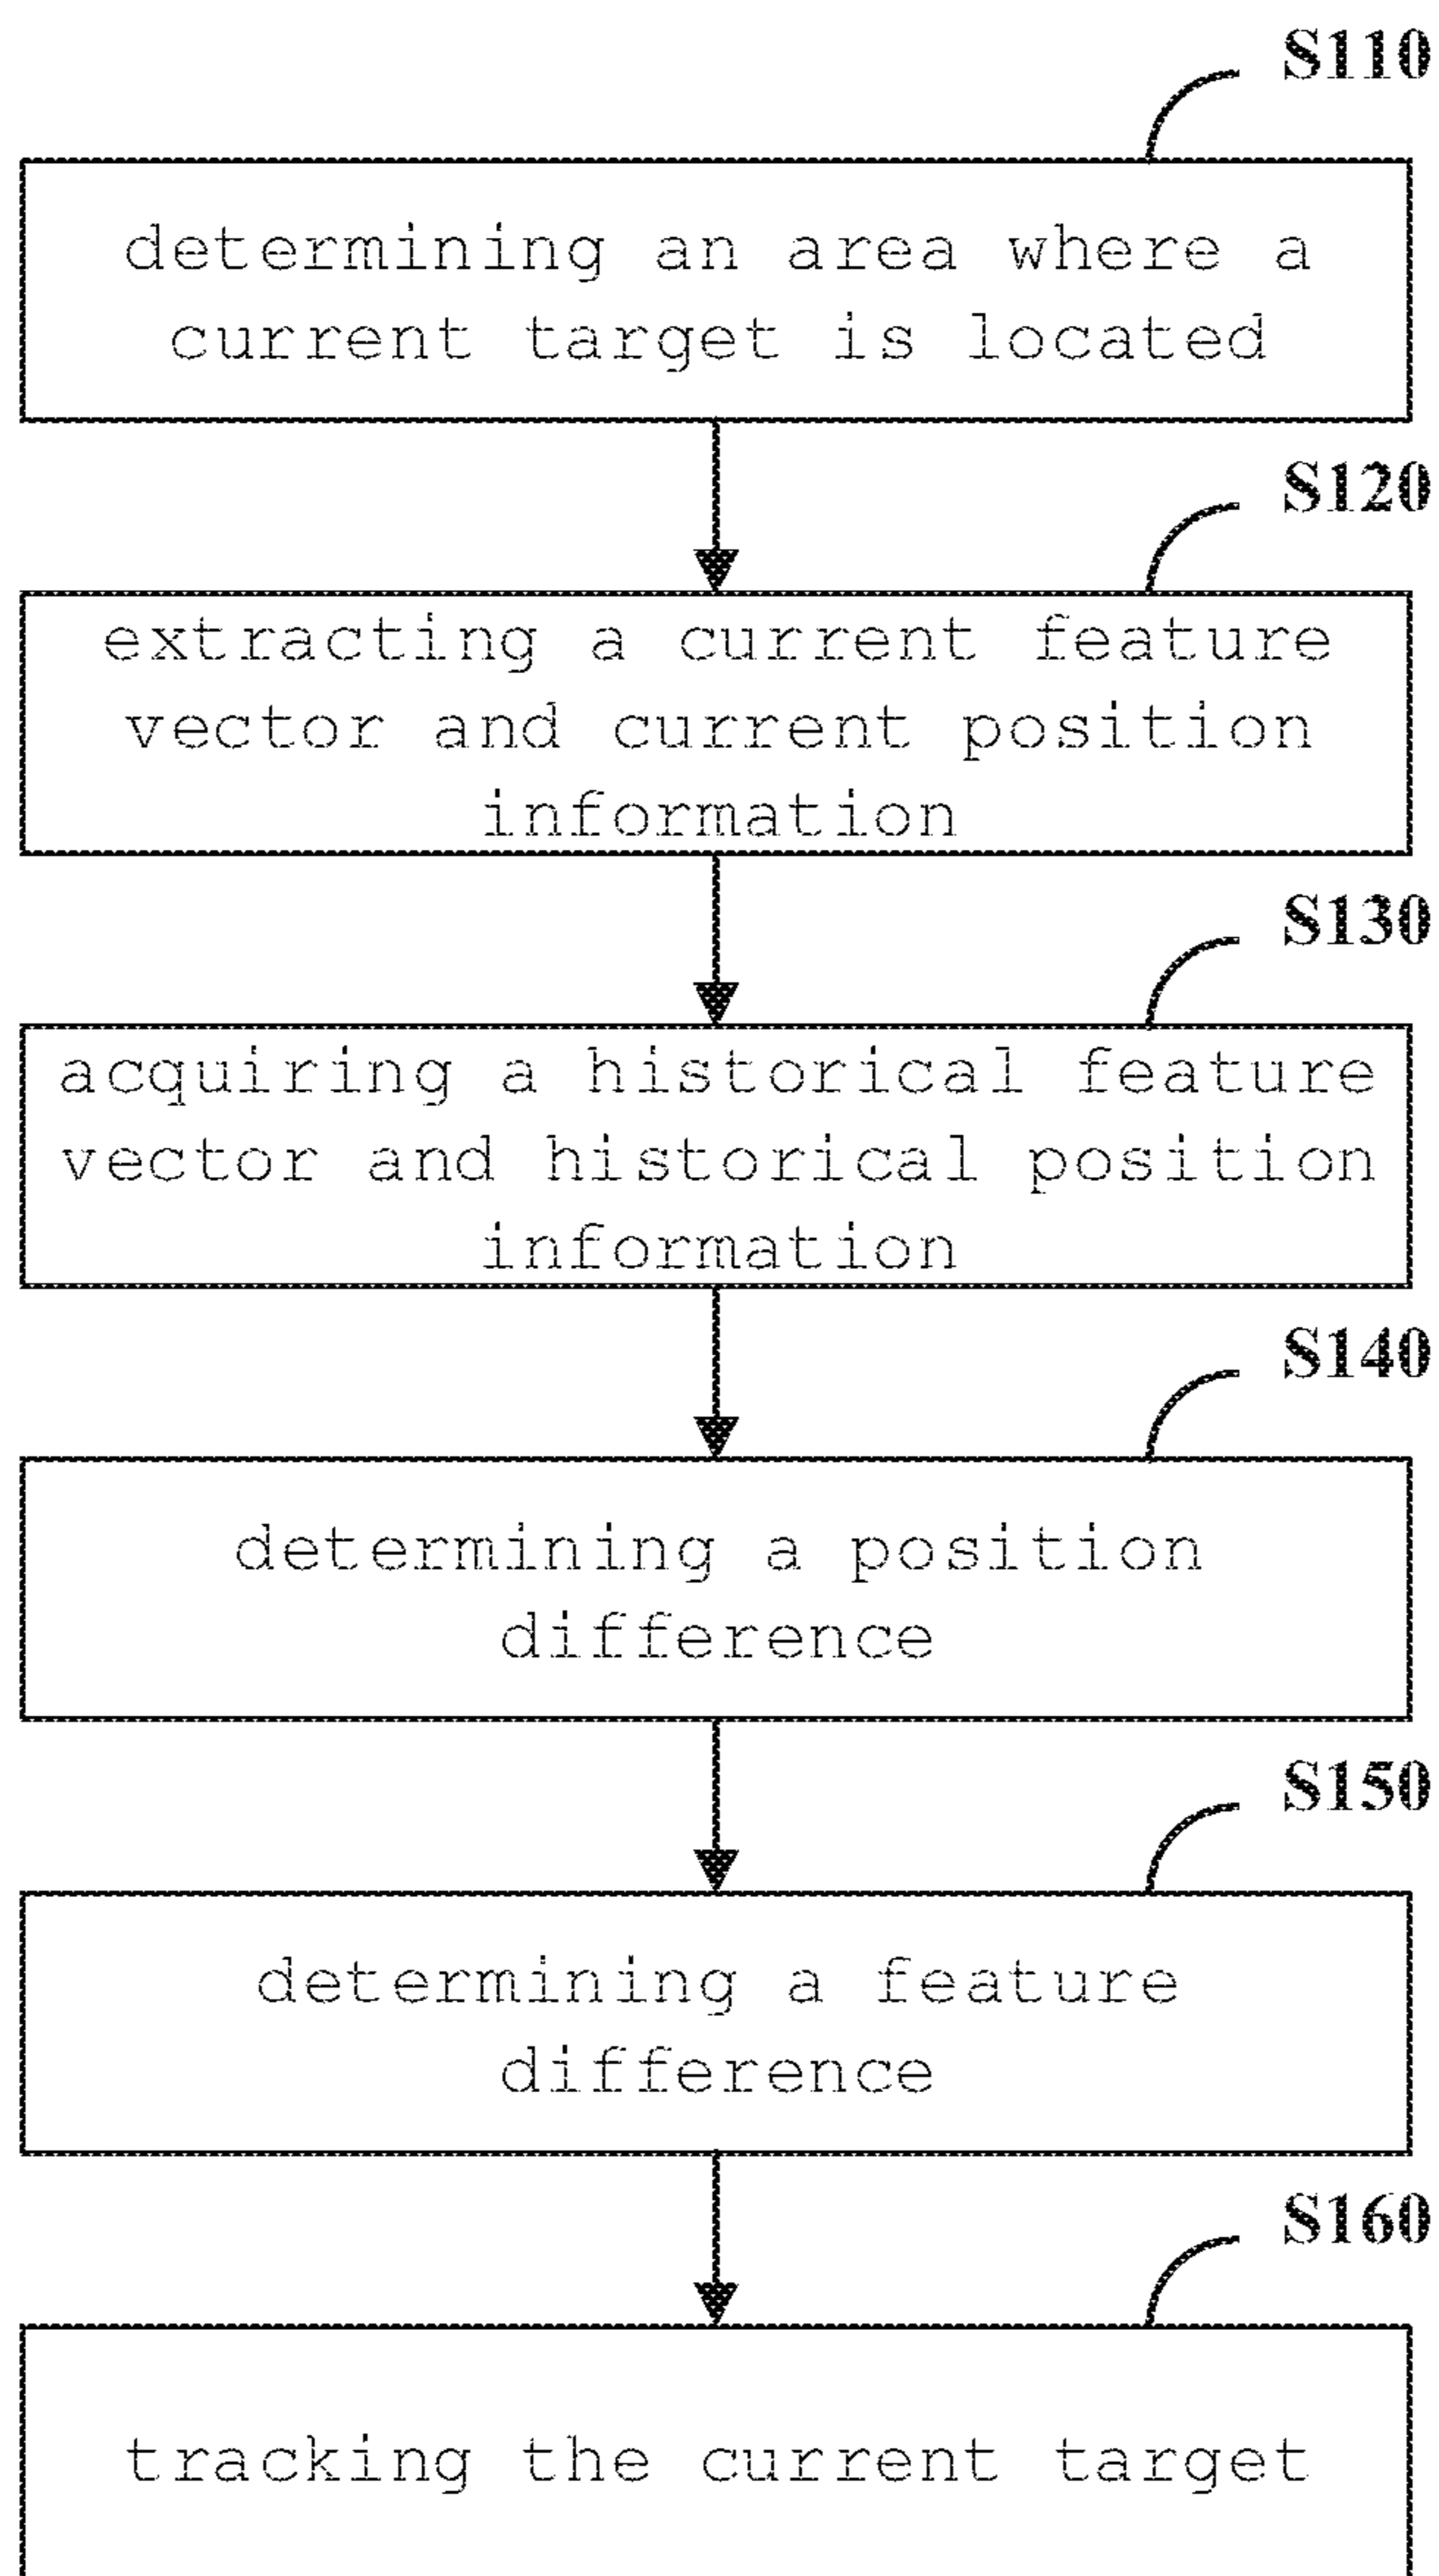 S110
determining an area where a
current target is located
S120
extracting a current feature
vector and current position
information
S130
acquiring a historical feature
vector and historical position
information
S140
determining a position
difference
S150
determining a feature
difference
S160
tracking the current target